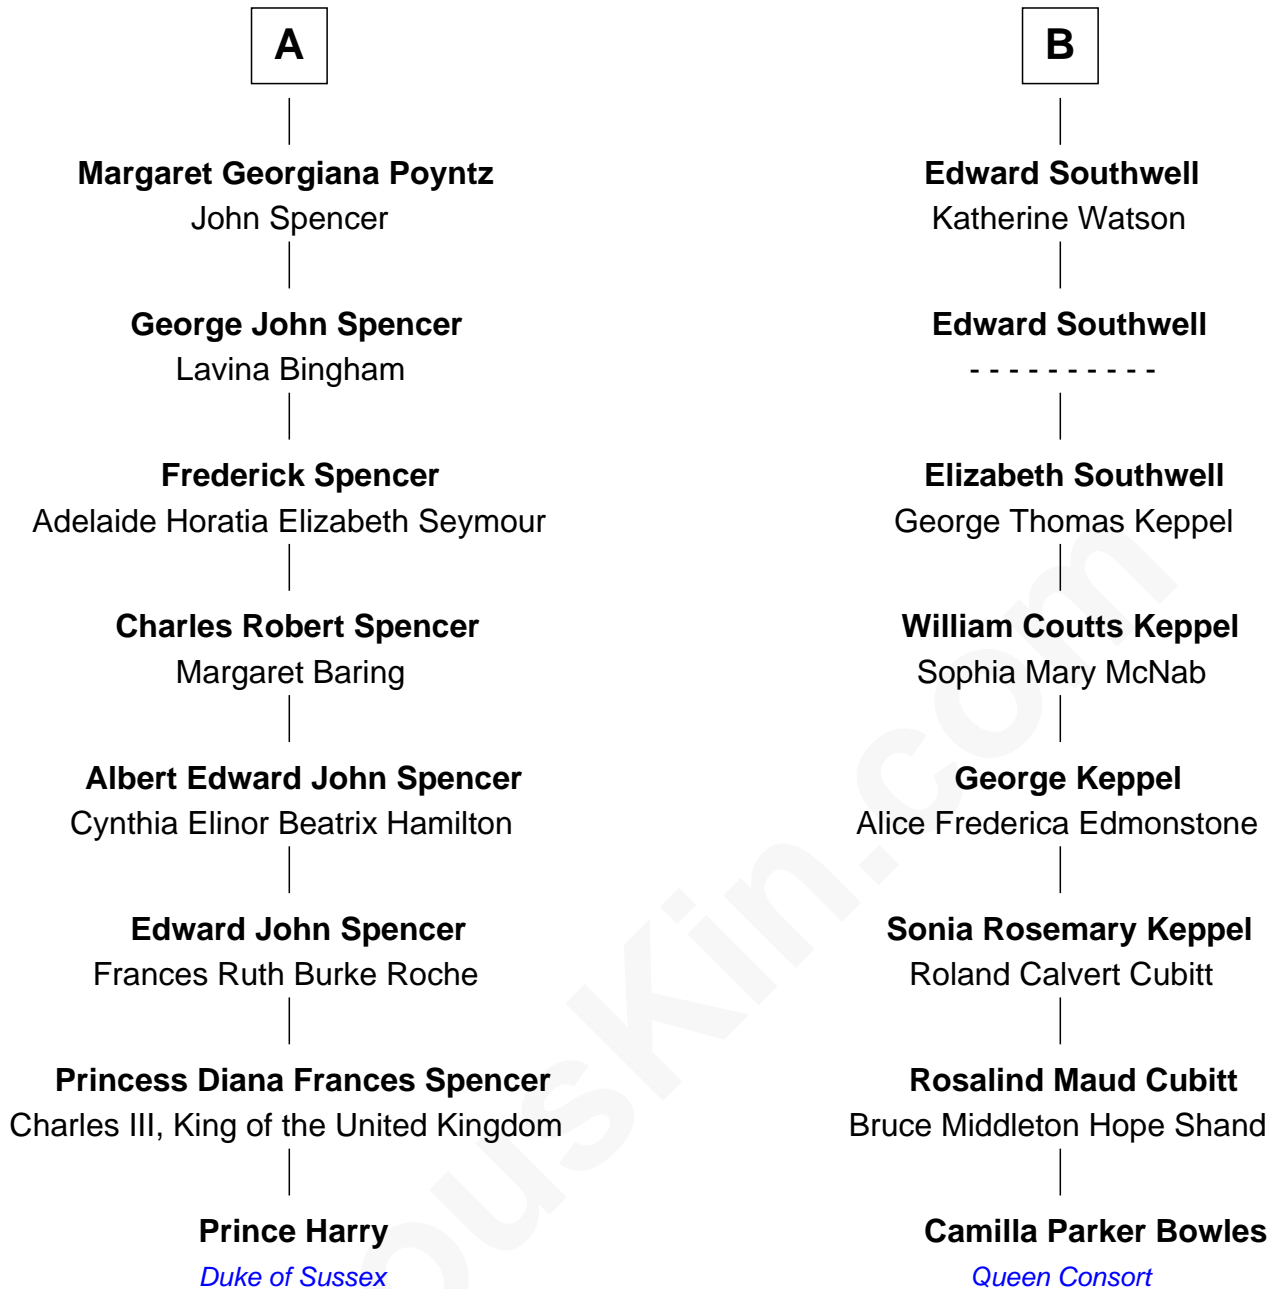 A
Margaret Georgiana Poyntz
John Spencer
George John Spencer
Lavina Bingham
Frederick Spencer
Adelaide Horatia Elizabeth Seymour
Charles Robert Spencer
Margaret Baring
Albert Edward John Spencer
Cynthia Elinor Beatrix Hamilton
Edward John Spencer
Frances Ruth Burke Roche
Princess Diana Frances Spencer
Charles III, King of the United Kingdom
Prince Harry
Duke of Sussex
B
Edward Southwell
Katherine Watson
Edward Southwell
- - - - - - - - - -
Elizabeth Southwell
George Thomas Keppel
William Coutts Keppel
Sophia Mary McNab
George Keppel
Alice Frederica Edmonstone
Sonia Rosemary Keppel
Roland Calvert Cubitt
Rosalind Maud Cubitt
Bruce Middleton Hope Shand
Camilla Parker Bowles
Queen Consort
ousKin.com